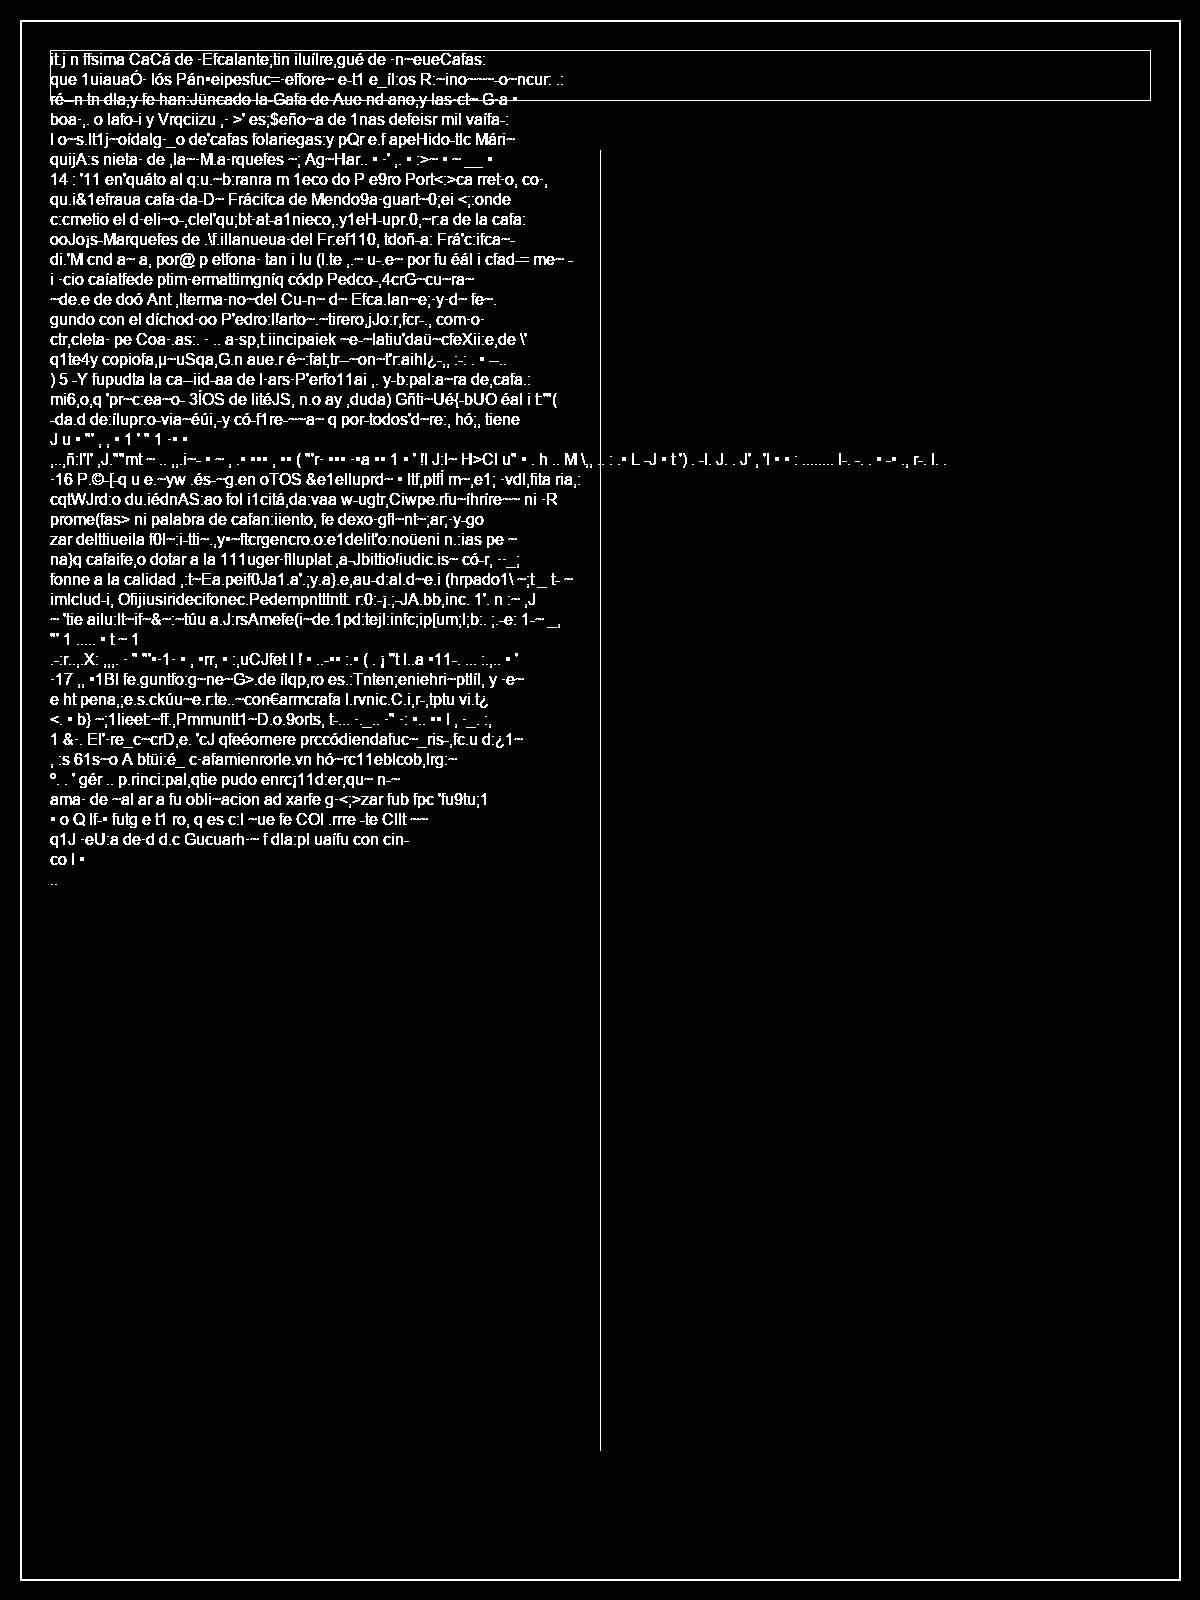 it.j n ffsima CaCá de -Efcalante;tin iluílre,gué de -n~eueCafas:
que 1uiauaÓ- lós Pán•eipesfuc=-effore~ e-t1 e_íl:os R:~ino~~~-o~ncur: .:
ré--n tn dla,y fe han:Jüncado la-Gafa de Aue nd ano,y las-ct~ G-a •
boa-,. o lafo-i y Vrqciizu ,- >' es;$eño~a de 1nas defeisr mil vaífa-:
l o~s.lt1j~oídalg-_o de'cafas folariegas:y pQr e.f apeHido-tlc Mári~
quijA:s nieta- de ,la~-M.a-rquefes ~; Ag~Har.. • -' ,. • :>~ • ~ __ •
14 : '11 en'quáto al q:u.~b:ranra m 1eco do P e9ro Port<:>ca rret-o, co-,
qu.i&1efraua cafa-da-D~ Frácifca de Mendo9a-guart~0;ei <;:onde
c:cmetio el d-eli~o-,clel'qu;bt-at-a1nieco,.y1eH-upr.0,~r:a de la cafa:
ooJo¡s-Marquefes de .\f.illanueua-del Fr:ef110, tdoñ-a: Frá'c:ifca~-
di.'M cnd a~ a, por@ p etfona- tan i lu (l.te ,.~ u-.e~ por fu éál i cfad-= me~ -
i -cio caíatfede ptim-ermattimgníq códp Pedco-,4crG~cu~ra~
~de.e de doó Ant ,lterma-no~del Cu-n~ d~ Efca.lan~e;-y-d~ fe~.
gundo con el díchod-oo P'edro:l!arto~.~tirero,jJo:r,fcr-., com-o-
ctr,cleta- pe Coa-.as:. - .. a-sp,t.iincipaiek ~e-~latiu'daü~cfeXii:e,de \'
q1te4y copiofa,µ~uSqa,G.n aue.r é~:fat,tr--~on~t'r:aihl¿-,, :-: . • --..
) 5 -Y fupudta la ca--iid-aa de l-ars-P'erfo11ai ,. y-b:pal:a~ra de,cafa.:
mi6,o,q 'pr~c:ea~o- 3ÍOS de litéJS, n.o ay ,duda) Gñti~Ué{-bUO éal i t:"'(
-da.d de:ílupr:o-via~éúi,-y có-f1re-~~a~ q por-todos'd~re:, hó;, tiene
J u • "' , , • 1 ' " 1 -• •
,..,ñ:l'l' ,J.""mt ~ .. ,,.i~- • ~ , .• ••• , •• ( "'r- ••• -•a •• 1 • ' !l J:l~ H>Cl u" • . h .. M \,, .. : .• L -J • t ') . -l. J. . J' , 'l • • : ........ l-. -. . • -• ., r-. l. .
-16 P.©-[-q u e.~yw .és-~g.en oTOS &e1elluprd~ • ltf,ptfÍ m~,e1; -vdl,fita ria,:
cqtWJrd:o du.iédnAS:ao fol i1citá,da:vaa w-ugtr,Ciwpe.rfu~íhríre~~ ni -R
prome(fas> ni palabra de cafan:iiento, fe dexo-gfl~nt~;ar;-y-go
zar delttiueila f0l~:i-tti~.,y•~ftcrgencro.o:e1delit'o:noüeni n.:ias pe ~
na}q cafaife,o dotar a la 111uger-flluplat ,a-Jbittio!iudic.is~ có-r, --_;
fonne a la calidad ,:t~Ea.peif0Ja1.a'.;y.a}.e,au-d:al.d~e.i (hrpado1\ ~;t _ t- ~
imlclud-i, Ofijiusiridecifonec.Pedempntttntt. r:0:-¡.;¬JA.bb,inc. 1'. n :~ ,J
~ 'tie ailu:lt~if~&~:~túu a.J:rsAmefe(i~de.1pd:tejl:infc;ip[um;l;b:. ;.-e: 1-~ _,
"' 1 ..... • t ~ 1
.-:r..,.X: ,,,. - " "'•-1- • , •rr, • :,uCJfet l ! • ..-•• :.• ( . ¡ "t l..a •11-. ... :.,.. • '
-17 ,, •1Bl fe.guntfo:g~ne~G>.de ílqp,ro es.:Tnten;eniehri~ptlíl, y -e~
e ht pena,;e.s.ckúu~e.r:te..~con€armcrafa l.rvnic.C.i,r-,tptu vi.t¿
<. • b} ~;1lieet:~ff.,Pmmuntt1~D.o.9orls, t-... -._.. -" -: •.. •• l , -_. :,
1 &-. El'-re_c~crD,e. 'cJ qfeéornere prccódiendafuc~_ris-,fc.u d:¿1~
, :s 61s~o A btüi:é_ c-afamienrorle.vn hó~rc11eblcob,lrg:~
º. . ' gér .. p.rinci:pal,qtie pudo enrc¡11d:er,qu~ n-~
ama- de ~al ar a fu obli~acion ad xarfe g-<;>zar fub fpc 'fu9tu;1
• o Q lf-• futg e t1 ro, q es c:l ~ue fe COl .rrre -te Cllt ~~
q1J -eU:a de-d d.c Gucuarh-~ f dla:pl uaífu con cin-
co l •
..